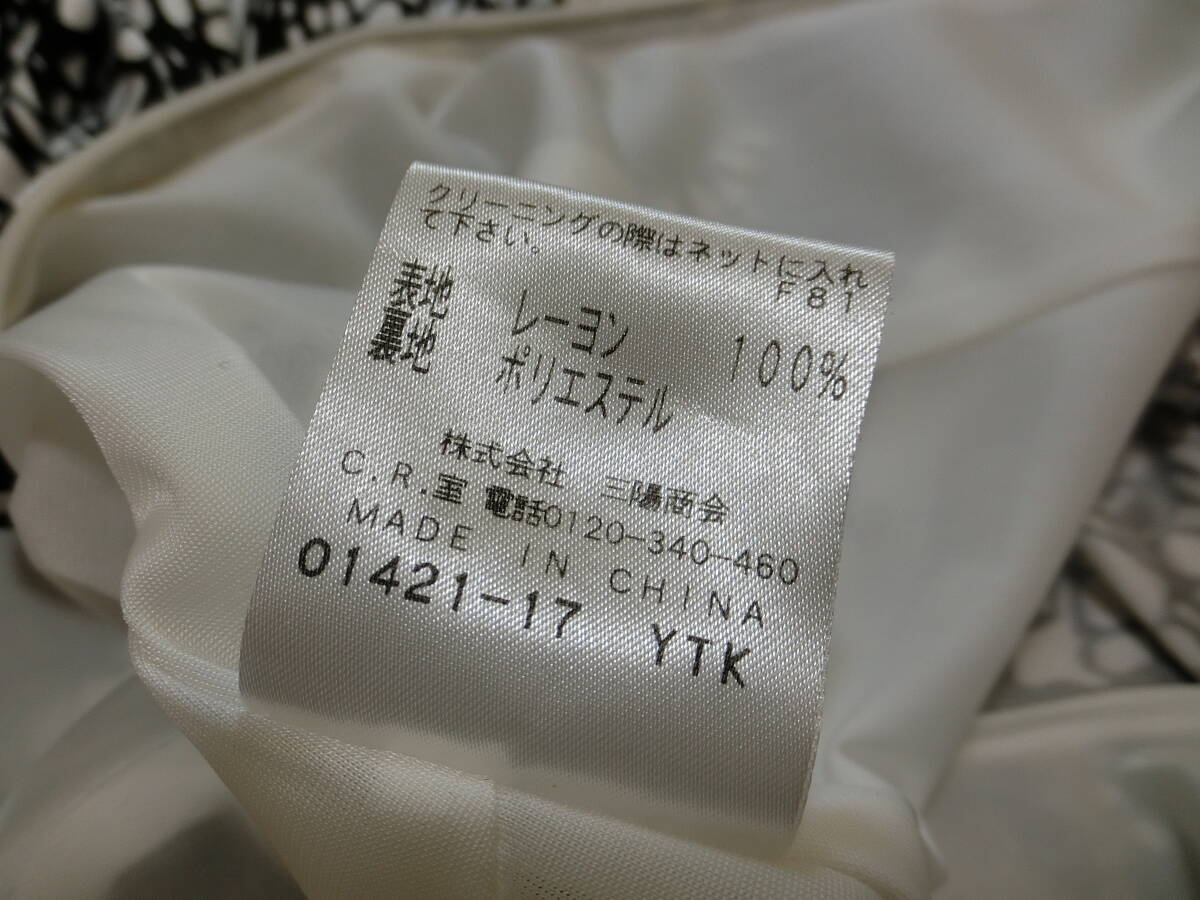 クリーニングの際はネットに入れ
て下さい。
F81
表地 レーヨン 100%
裏地 ポリエステル
株式会社 三陽商会
C.R.室 電話0120-340-460
MADE IN CHINA
01421-17 YTK